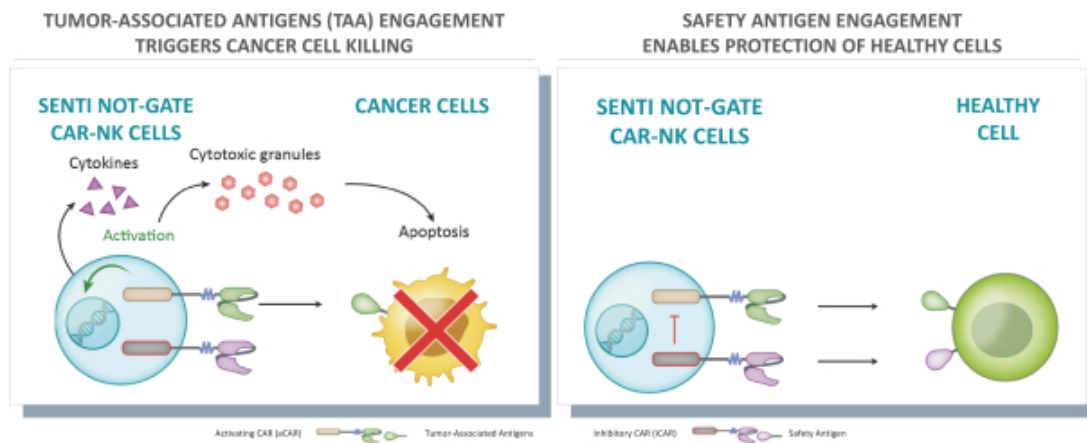 TUMOR-ASSOCIATED ANTIGENS (TAA) ENGAGEMENT
TRIGGERS CANCER CELL KILLING
SENTI NOT-GATE
CAR-NK CELLS
CANCER CELLS
Cytokines
Cytotoxic granules
Activation
Apoptosis
SAFETY ANTIGEN ENGAGEMENT
ENABLES PROTECTION OF HEALTHY CELLS
SENTI NOT-GATE
CAR-NK CELLS
HEALTHY
CELL
Activating CAR (aCAR)
Tumor-Associated Antigens
Inhibitory CAR (iCAR)
Safety Antigen